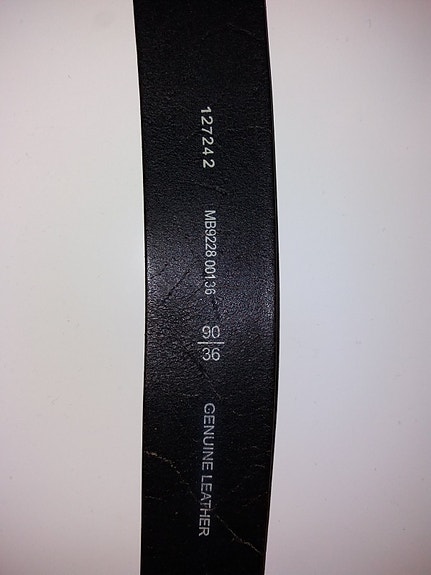 127242
MB9228.00136
90
36
GENUINE LEATHER